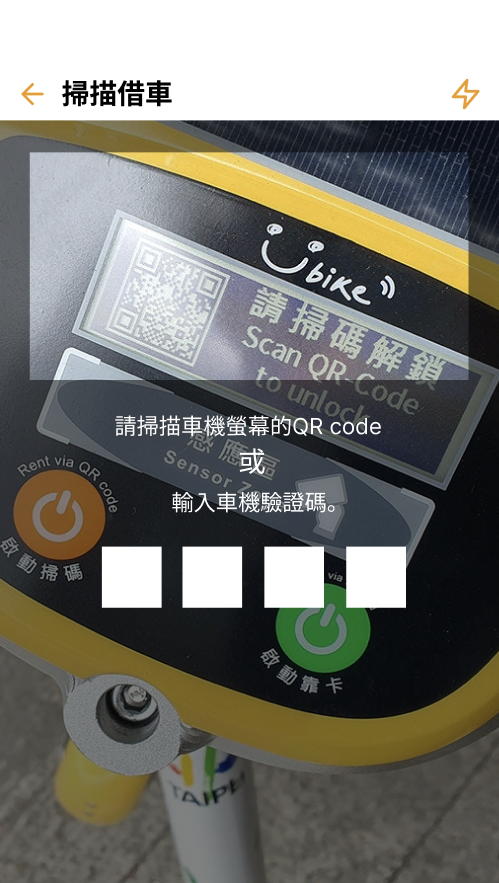 掃描借車
Ubike
請掃碼解鎖
Scan QR-Code
to unlock
請掃描車機螢幕的QR code
或
感應區
輸入車機驗證碼。
Rent via QR code
啟動掃碼
via
啟動靠卡
TAIPEI